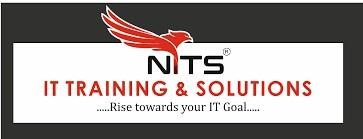 NITS®
IT TRAINING & SOLUTIONS
.....Rise towards your IT Goal.....